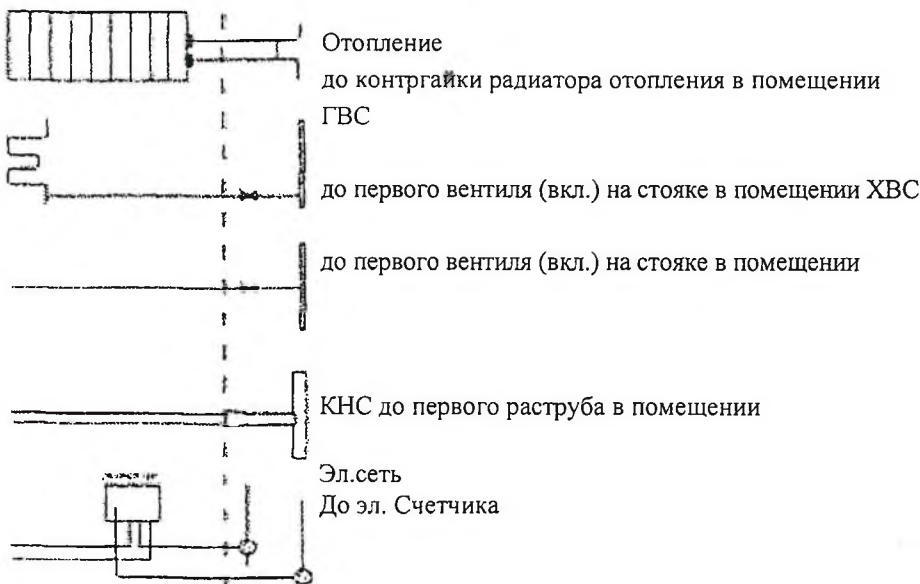 Отопление
до контргайки радиатора отопления в помещении
ГВС
до первого вентиля (вкл.) на стояке в помещении ХВС
до первого вентиля (вкл.) на стояке в помещении
КНС до первого раструба в помещении
Эл.сеть
До эл. Счетчика